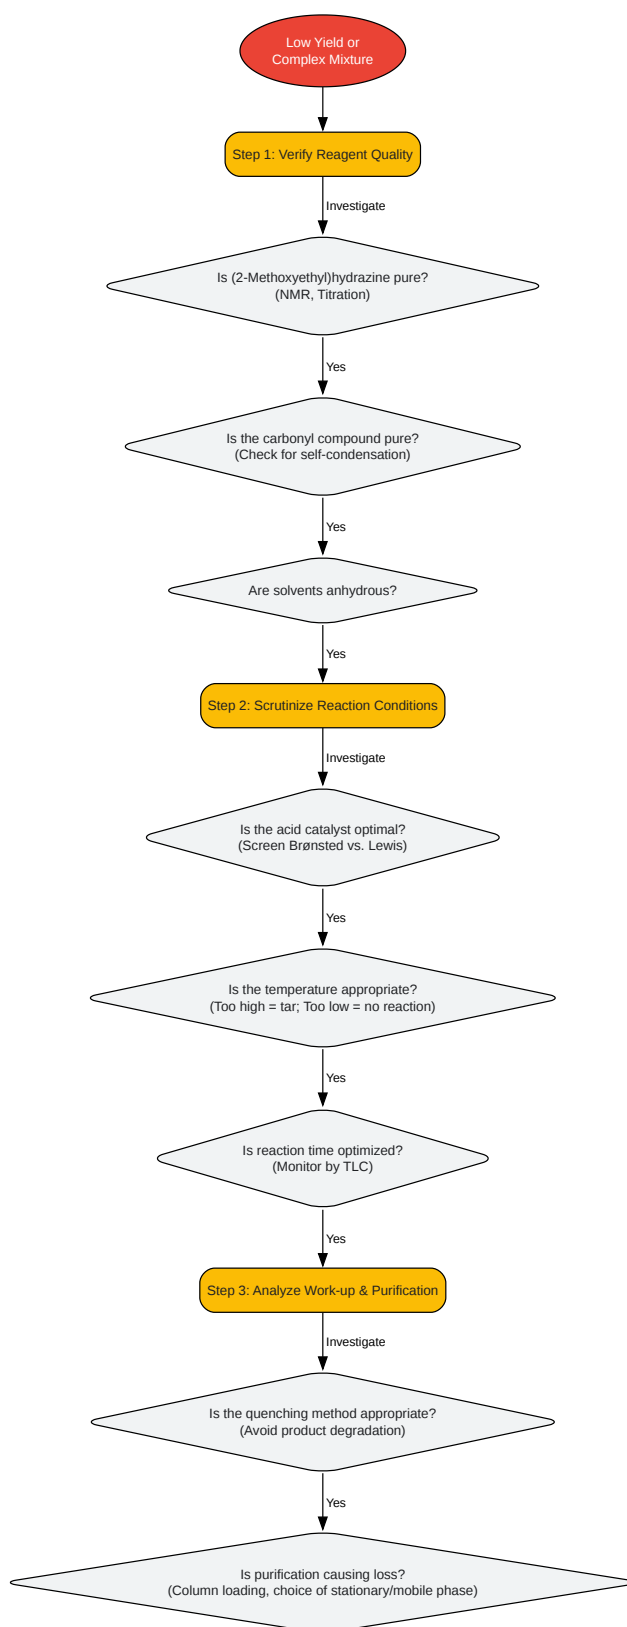 Low Yield or
Complex Mixture
Step 1: Verify Reagent Quality
Investigate
Is (2-Methoxyethyl)hydrazine pure?
(NMR, Titration)
Yes
Is the carbonyl compound pure?
(Check for self-condensation)
Yes
Are solvents anhydrous?
Yes
Step 2: Scrutinize Reaction Conditions
Investigate
Is the acid catalyst optimal?
(Screen Brønsted vs. Lewis)
Yes
Is the temperature appropriate?
(Too high = tar; Too low = no reaction)
Yes
Is reaction time optimized?
(Monitor by TLC)
Yes
Step 3: Analyze Work-up & Purification
Investigate
Is the quenching method appropriate?
(Avoid product degradation)
Yes
Is purification causing loss?
(Column loading, choice of stationary/mobile phase)